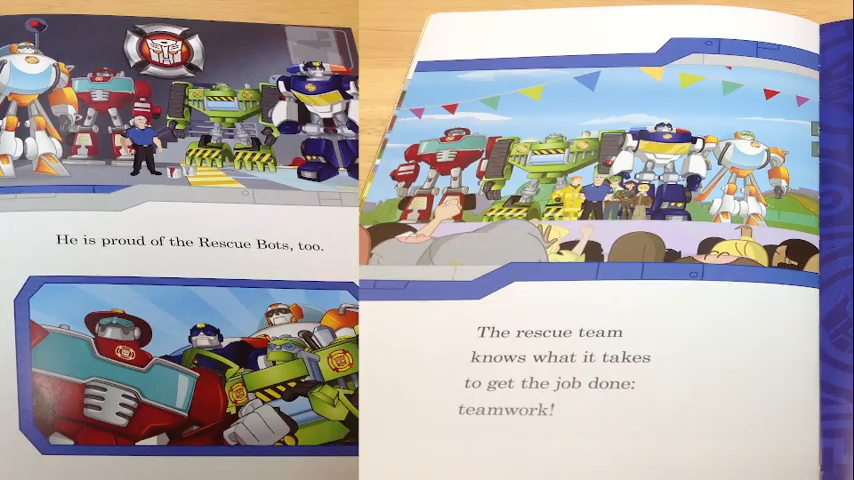 He is proud of the Rescue Bots, too.
The rescue team
knows what it takes
to get the job done:
teamwork!